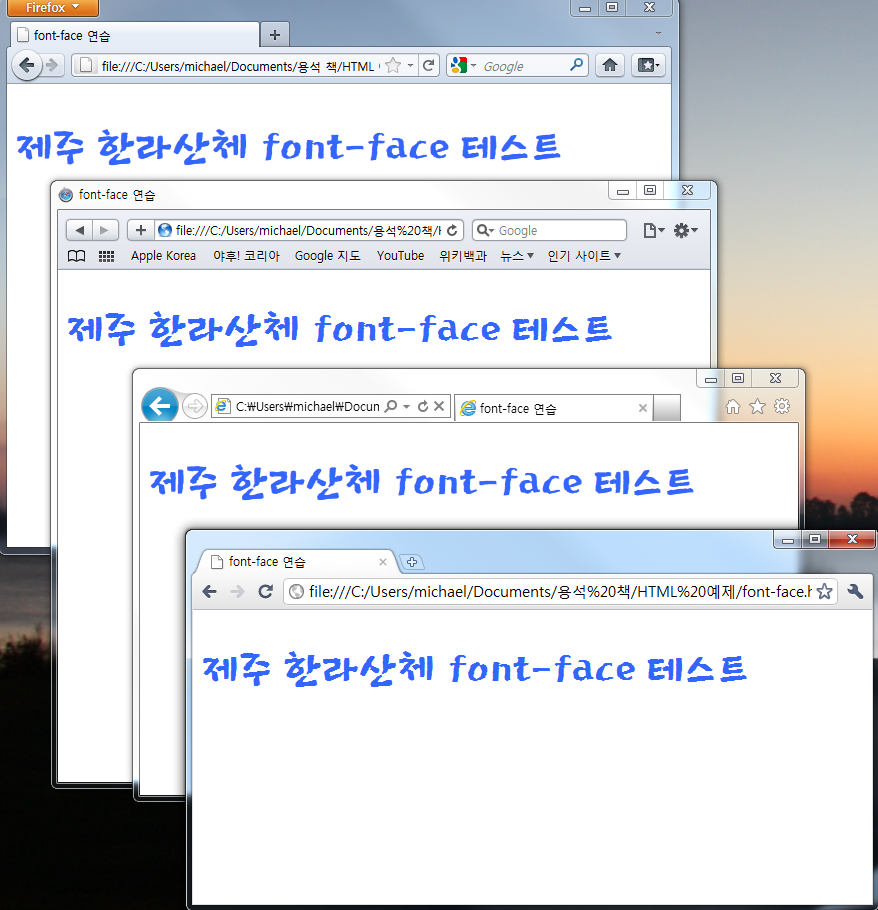 Firefox
font-face 연습
file:///C:/Users/michael/Documents/용석 책/HTML
Google
제주 한라산체 font-face 테스트
font-face 연습
file:///C:/Users/michael/Documents/용석%20책/H
Google
Apple Korea 야후! 코리아 Google 지도 YouTube 위키백과 뉴스 인기 사이트
제주 한라산체 font-face 테스트
C:₩Users₩michael₩Docun
font-face 연습
제주 한라산체 font-face 테스트
font-face 연습
file:///C:/Users/michael/Documents/용석%20책/HTML%20예제/font-face.h
제주 한라산체 font-face 테스트